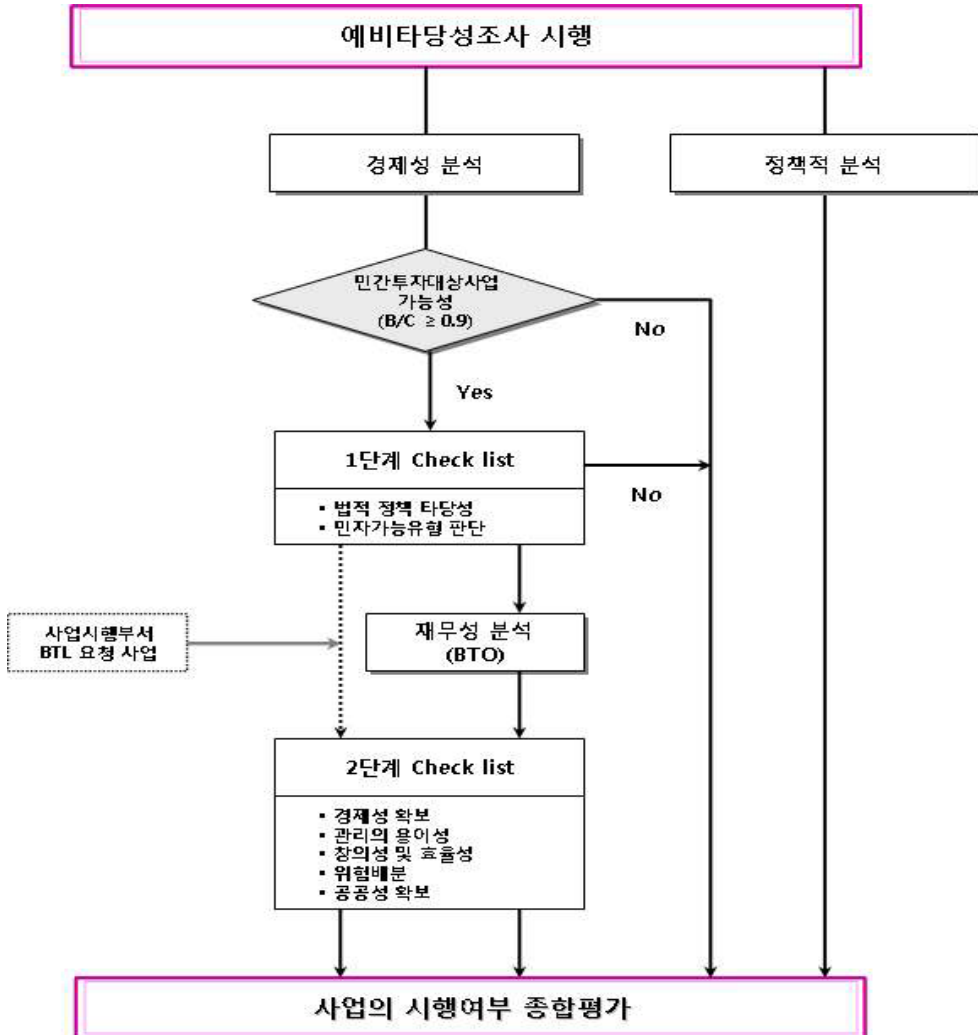 예비타당성조사 시행
경제성 분석
정책적 분석
민간투자대상사업
가능성
(B/C ≥ 0.9)
No
Yes
1단계 Check list
No
▪ 법적 정책 타당성
▪ 민자가능유형 판단
사업시행부서
BTL 요청 사업
재무성 분석
(BTO)
2단계 Check list
▪ 경제성 확보
▪ 관리의 용이성
▪ 창의성 및 효율성
▪ 위험배분
▪ 공공성 확보
사업의 시행여부 종합평가